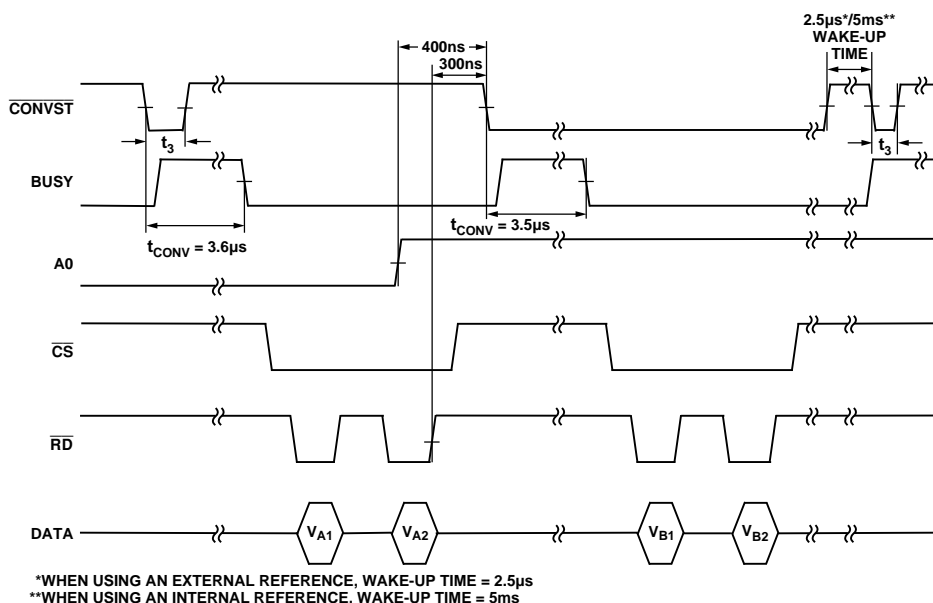 2.5µs*/5ms**
WAKE-UP
TIME
400ns
300ns
CONVST
t3
t3
BUSY
tCONV = 3.6µs
tCONV = 3.5µs
A0
CS
RD
DATA
VA1
VA2
VB1
VB2
*WHEN USING AN EXTERNAL REFERENCE, WAKE-UP TIME = 2.5µs
**WHEN USING AN INTERNAL REFERENCE, WAKE-UP TIME = 5ms